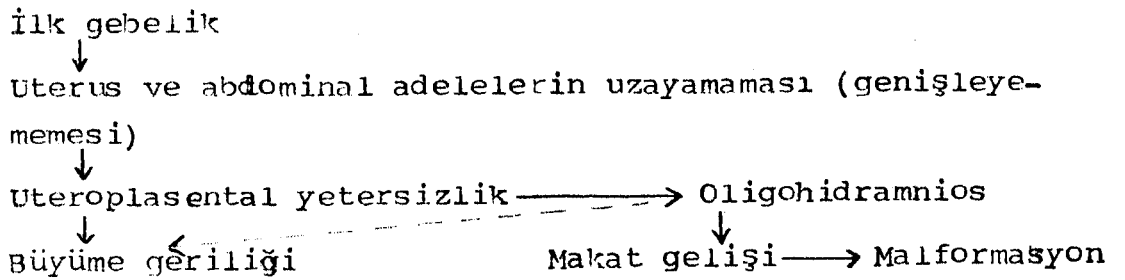 İlk gebelik
Uterus ve abdominal adelelerin uzayamaması (genişleye-
memesi)
Uteroplasental yetersizlik → Oligohidramnios
Büyüme geriliği Makat gelişi → Malformasyon